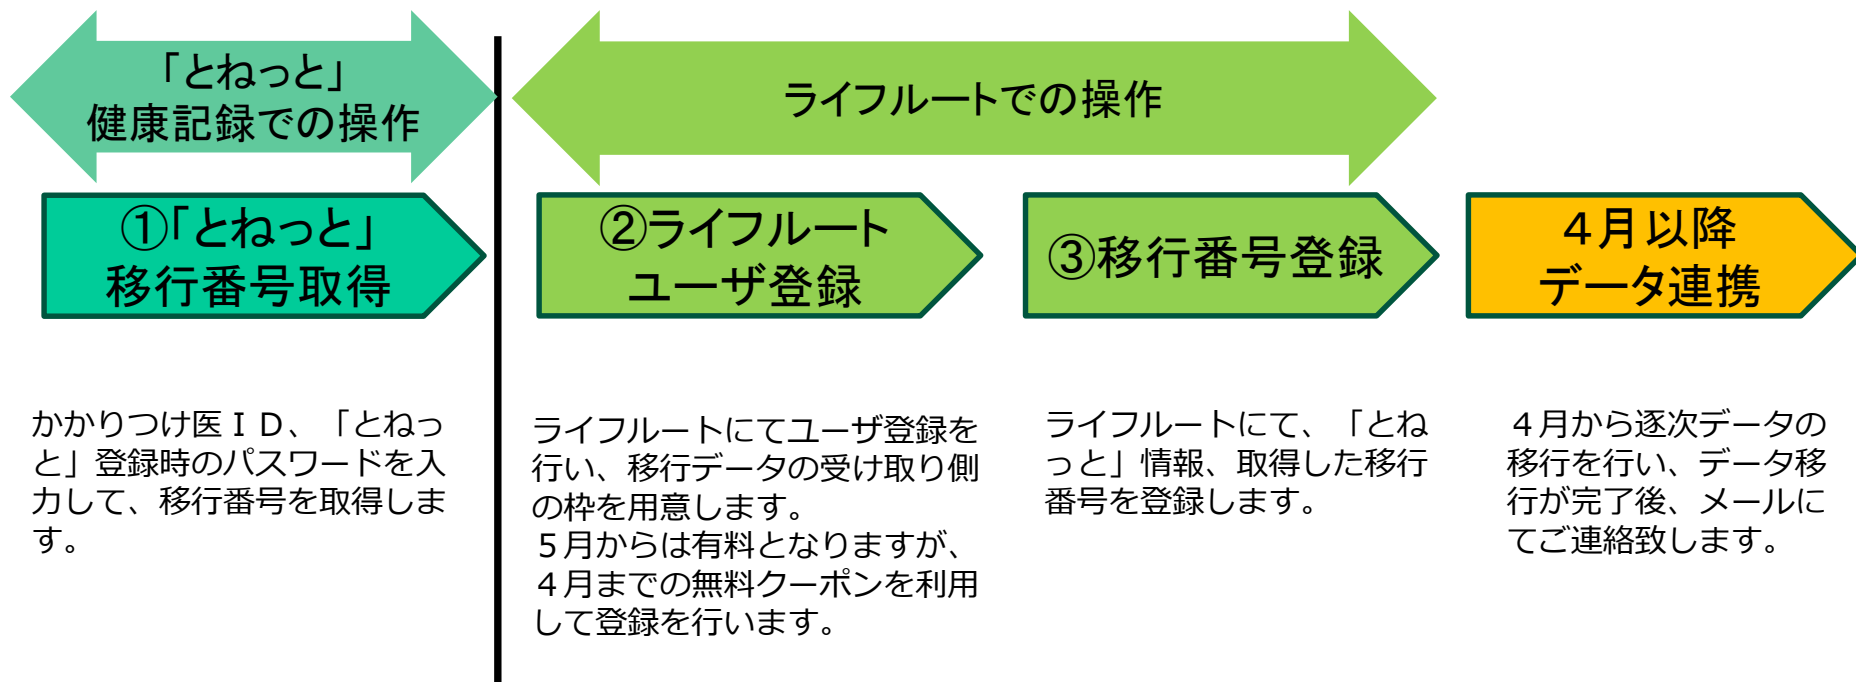 「とねっと」
健康記録での操作
ライフルートでの操作
①「とねっと」
移行番号取得
②ライフルート
ユーザ登録
③移行番号登録
４月以降
データ連携
かかりつけ医ＩＤ、「とねっ
と」登録時のパスワードを入
力して、移行番号を取得しま
す。
ライフルートにてユーザ登録を
行い、移行データの受け取り側
の枠を用意します。
５月からは有料となりますが、
４月までの無料クーポンを利用
して登録を行います。
ライフルートにて、「とね
っと」情報、取得した移行
番号を登録します。
４月から逐次データの
移行を行い、データ移
行が完了後、メールに
てご連絡致します。